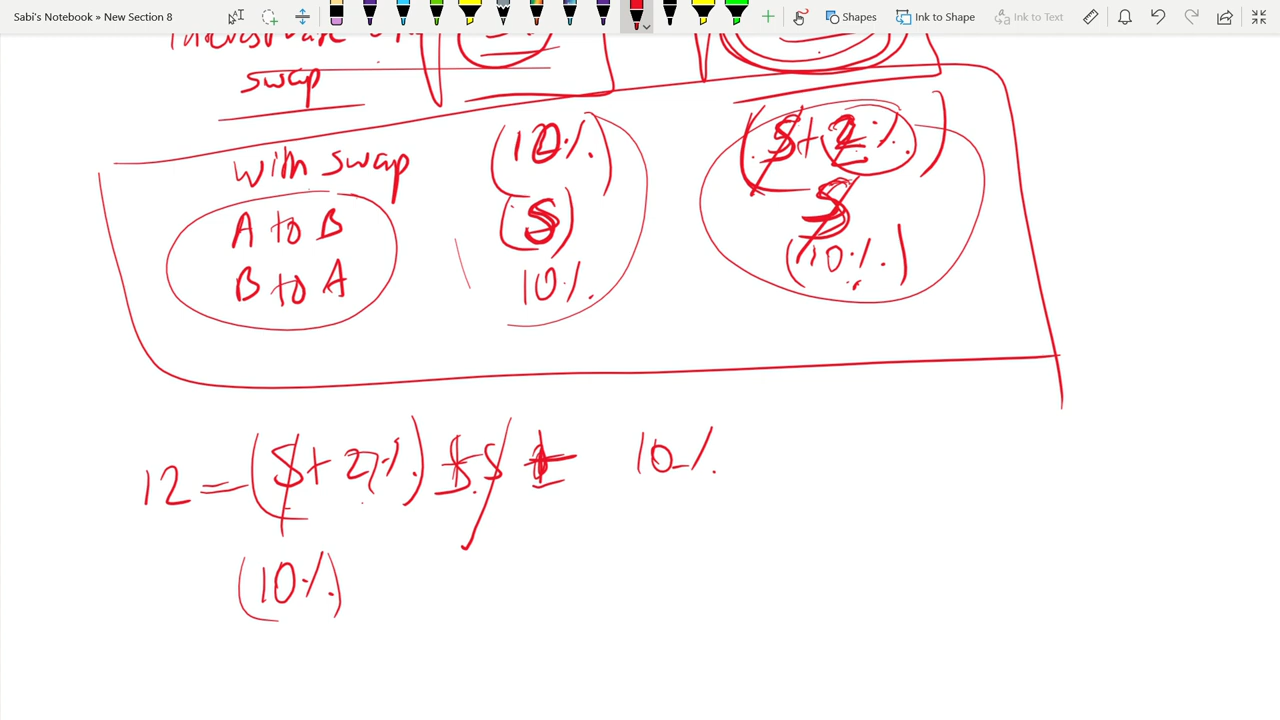 Sabi's Notebook » New Section 8
Shapes
Ink to Shape
Ink to Text
swap
with swap (10%) (S+2%)
A to B (S) S
B to A 10% (10%)
12 = (S+2%) S 10%
(10%)